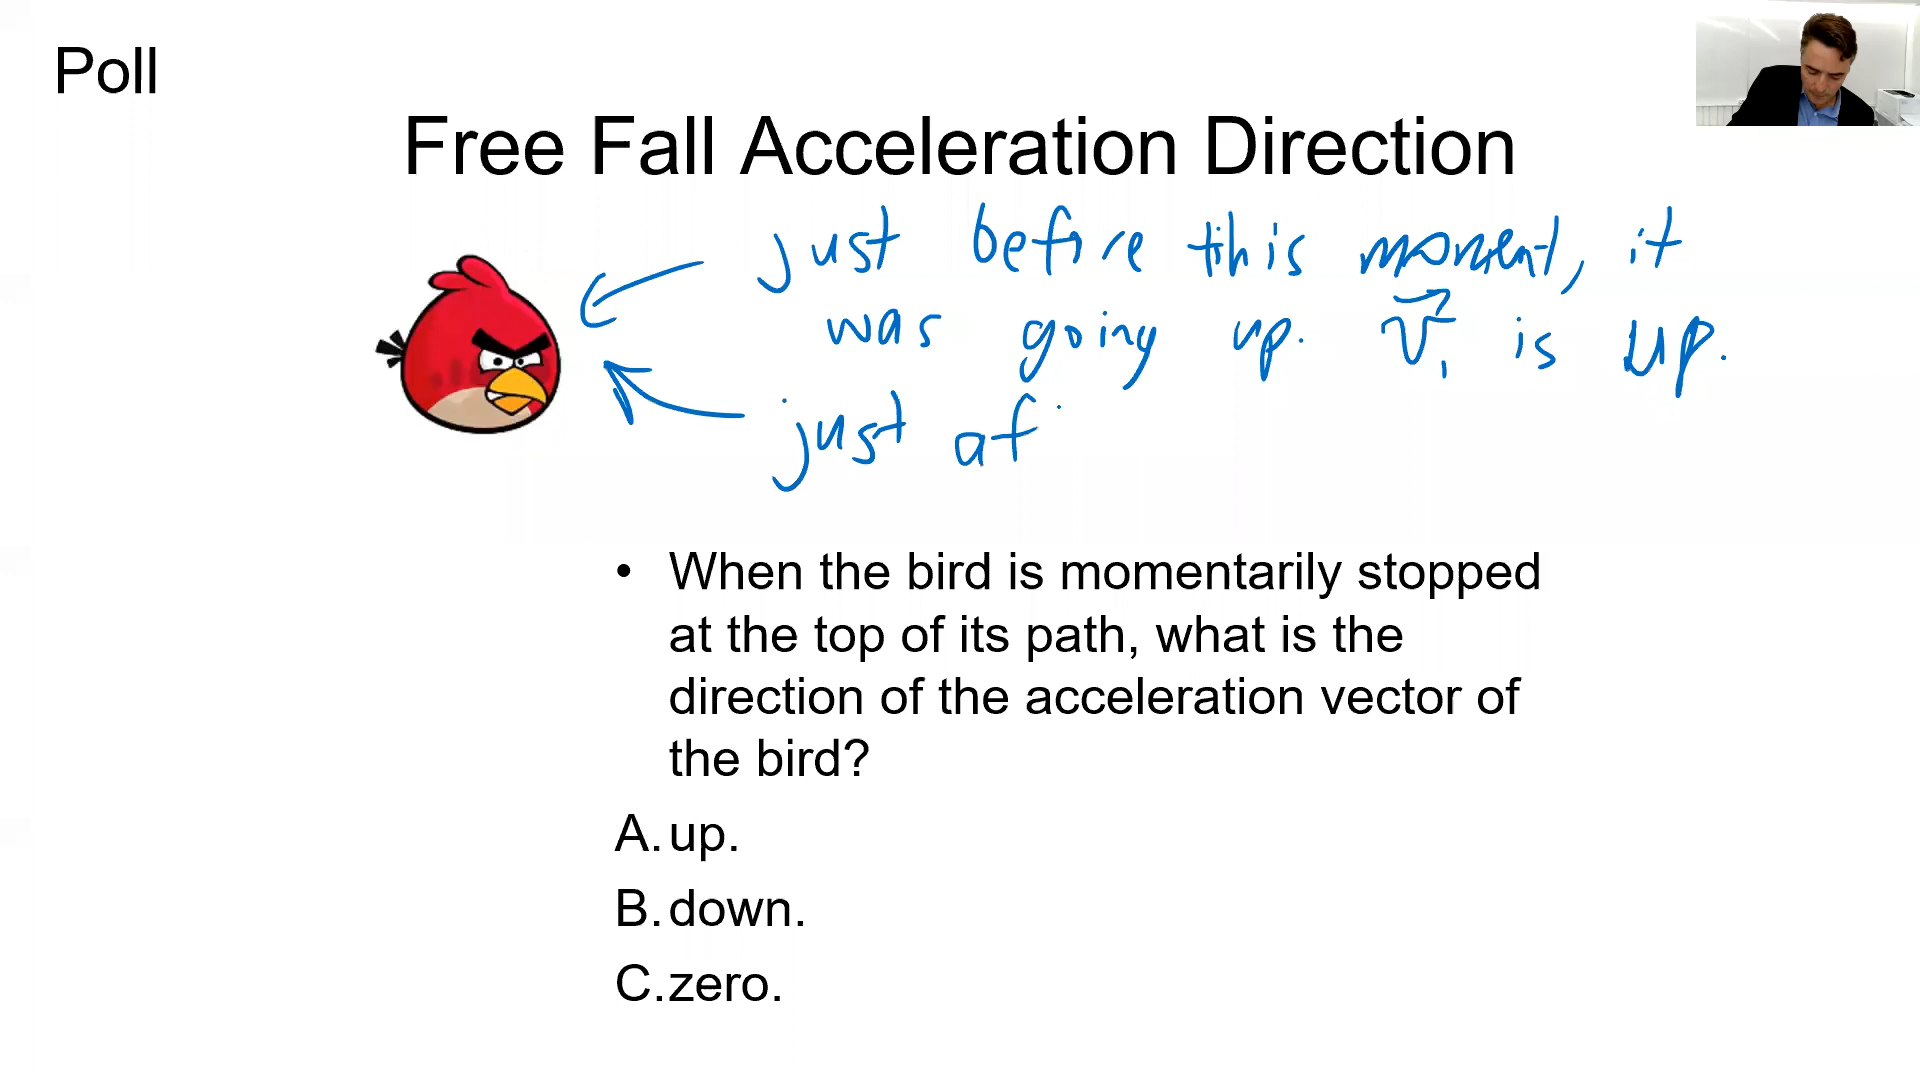 Poll
Free Fall Acceleration Direction
just before this moment, it
was going up. v⃗₁ is up.
just af
• When the bird is momentarily stopped
at the top of its path, what is the
direction of the acceleration vector of
the bird?
A. up.
B. down.
C. zero.